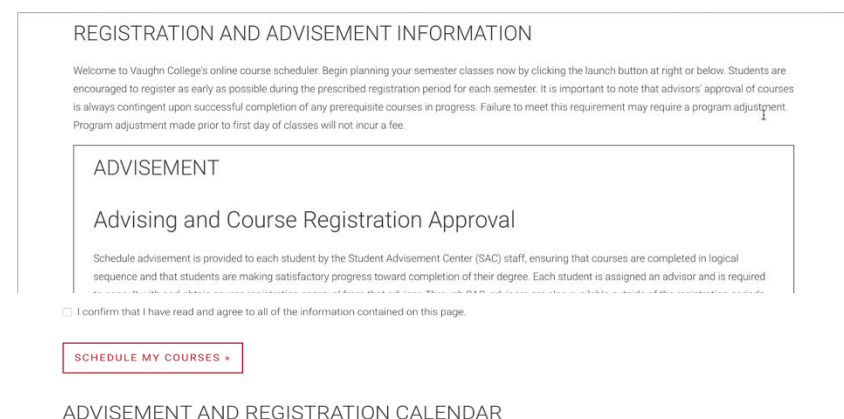 REGISTRATION AND ADVISEMENT INFORMATION
Welcome to Vaughn College's online course scheduler. Begin planning your semester classes now by clicking the launch button at right or below. Students are
encouraged to register as early as possible during the prescribed registration period for each semester. It is important to note that advisors' approval of courses
is always contingent upon successful completion of any prerequisite courses in progress. Failure to meet this requirement may require a program adjustment.
Program adjustment made prior to first day of classes will not incur a fee.
ADVISEMENT
Advising and Course Registration Approval
Schedule advisement is provided to each student by the Student Advisement Center (SAC) staff, ensuring that courses are completed in logical
sequence and that students are making satisfactory progress toward completion of their degree. Each student is assigned an advisor and is required
I confirm that I have read and agree to all of the information contained on this page.
SCHEDULE MY COURSES »
ADVISEMENT AND REGISTRATION CALENDAR